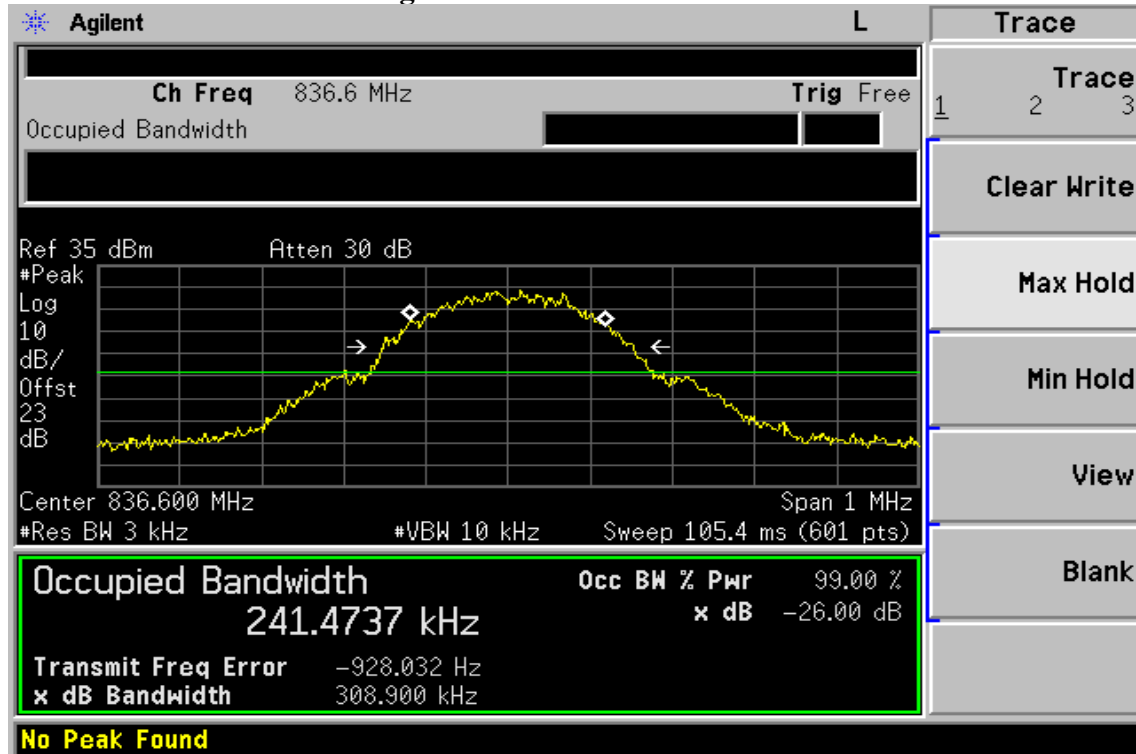 Agilent L Trace
Ch Freq 836.6 MHz Trig Free
Occupied Bandwidth
Trace
1 2 3
Clear Write
Ref 35 dBm Atten 30 dB
#Peak
Log
10
dB/
Offst
23
dB
Max Hold
Min Hold
View
Center 836.600 MHz Span 1 MHz
#Res BW 3 kHz #VBW 10 kHz Sweep 105.4 ms (601 pts)
Blank
Occupied Bandwidth Occ BW % Pwr 99.00 %
241.4737 kHz x dB -26.00 dB
Transmit Freq Error -928.032 Hz
x dB Bandwidth 308.900 kHz
No Peak Found